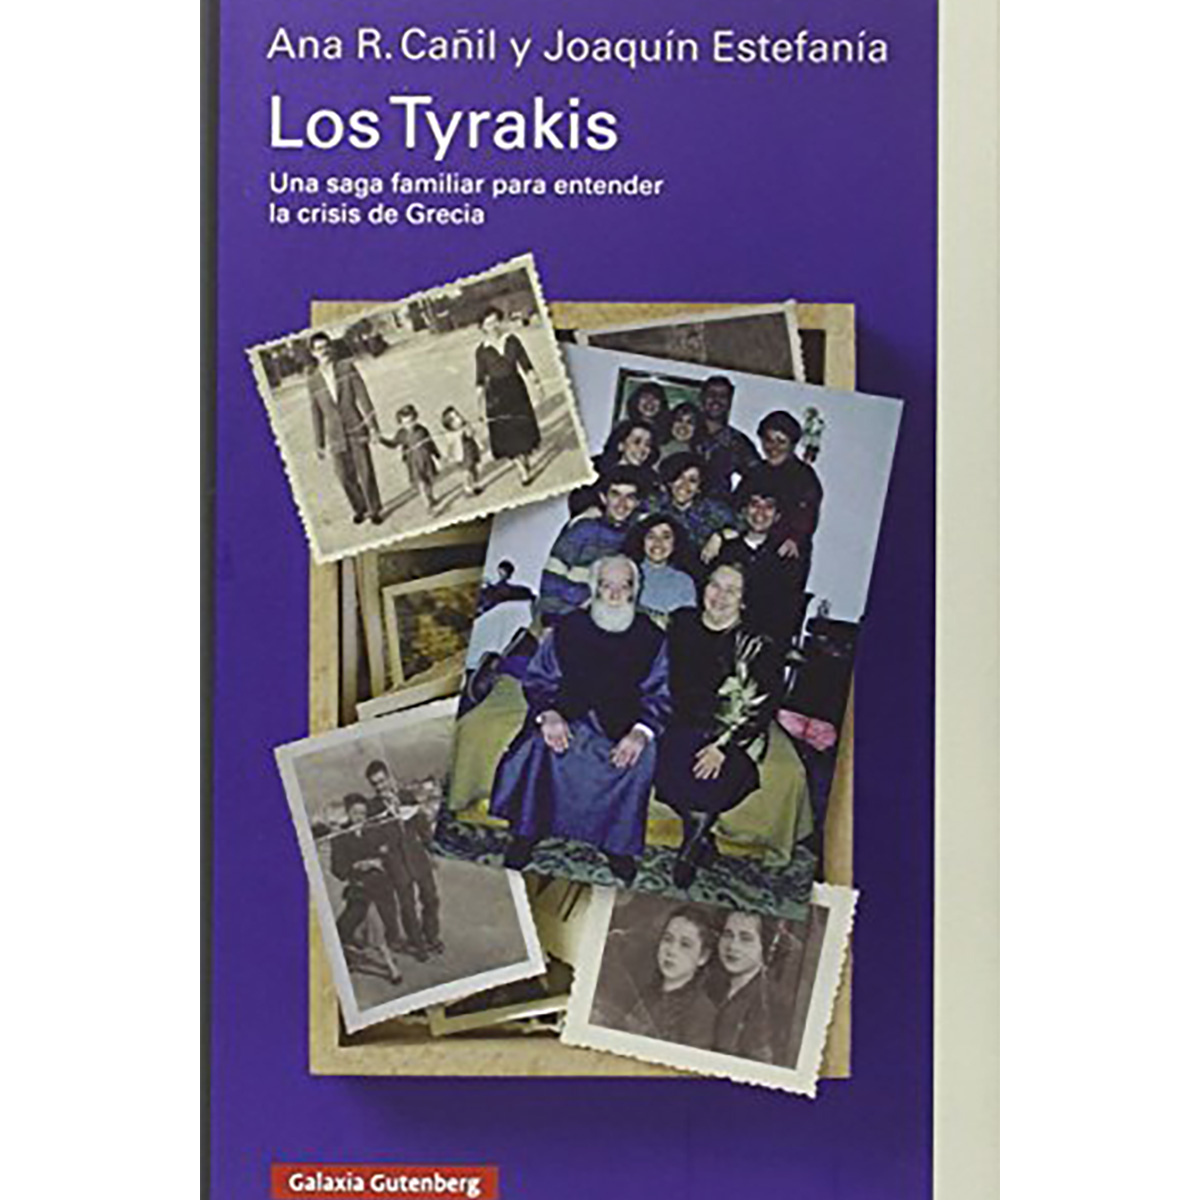 Ana R. Cañil y Joaquín Estefanía
Los Tyrakis
Una saga familiar para entender
la crisis de Grecia
Galaxia Gutenberg